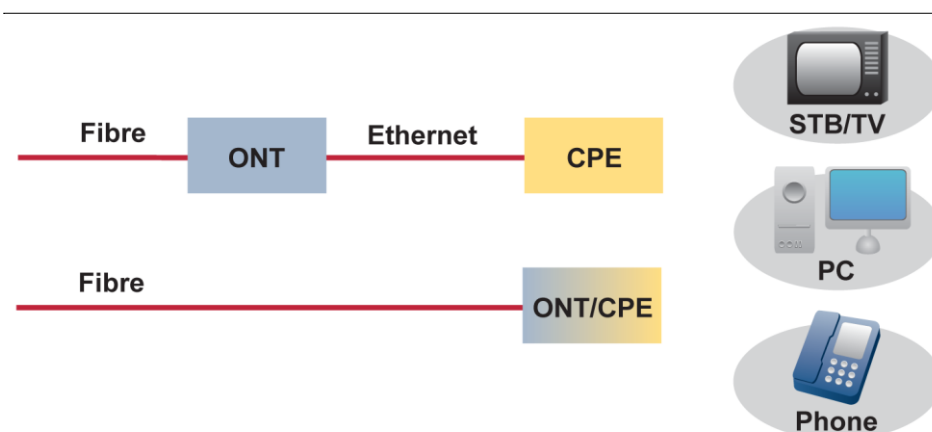 Fibre
ONT
Ethernet
CPE
Fibre
ONT/CPE
STB/TV
PC
Phone